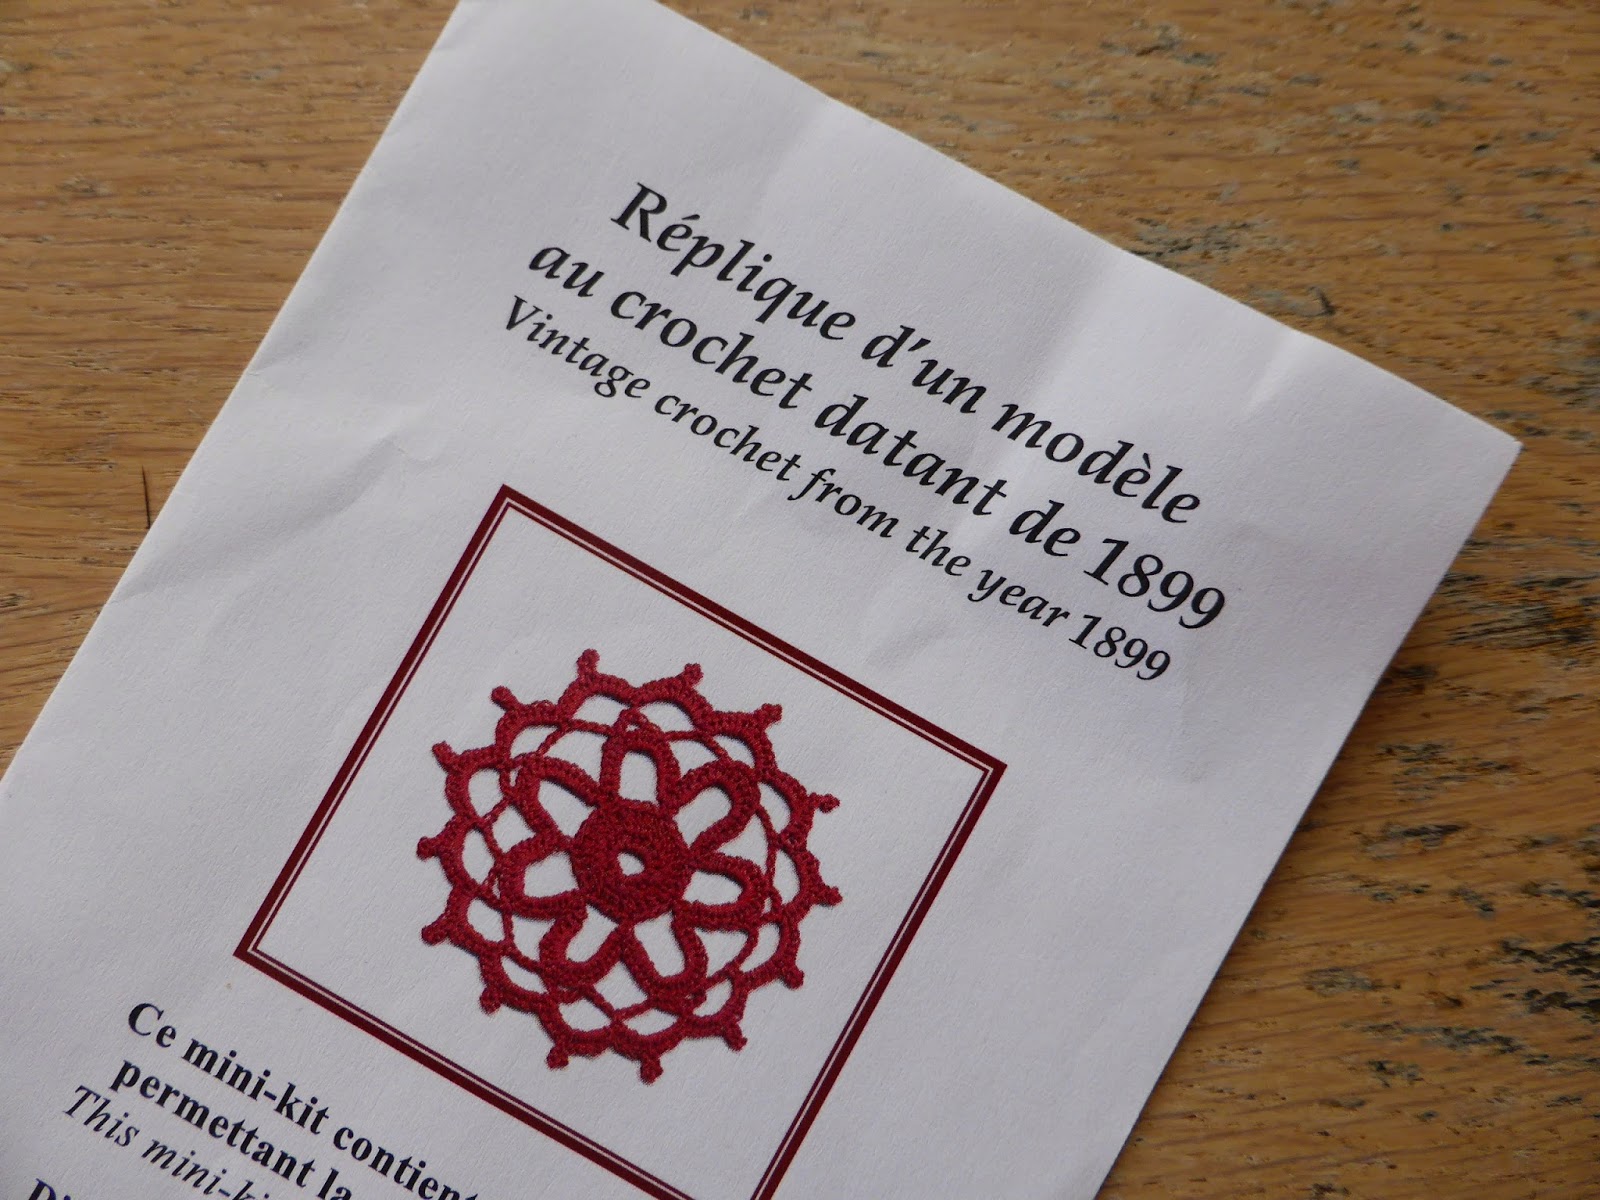 Réplique d'un modèle
au crochet datant de 1899
Vintage crochet from the year 1899
Ce mini-kit contient
permettant la
This mini-ki